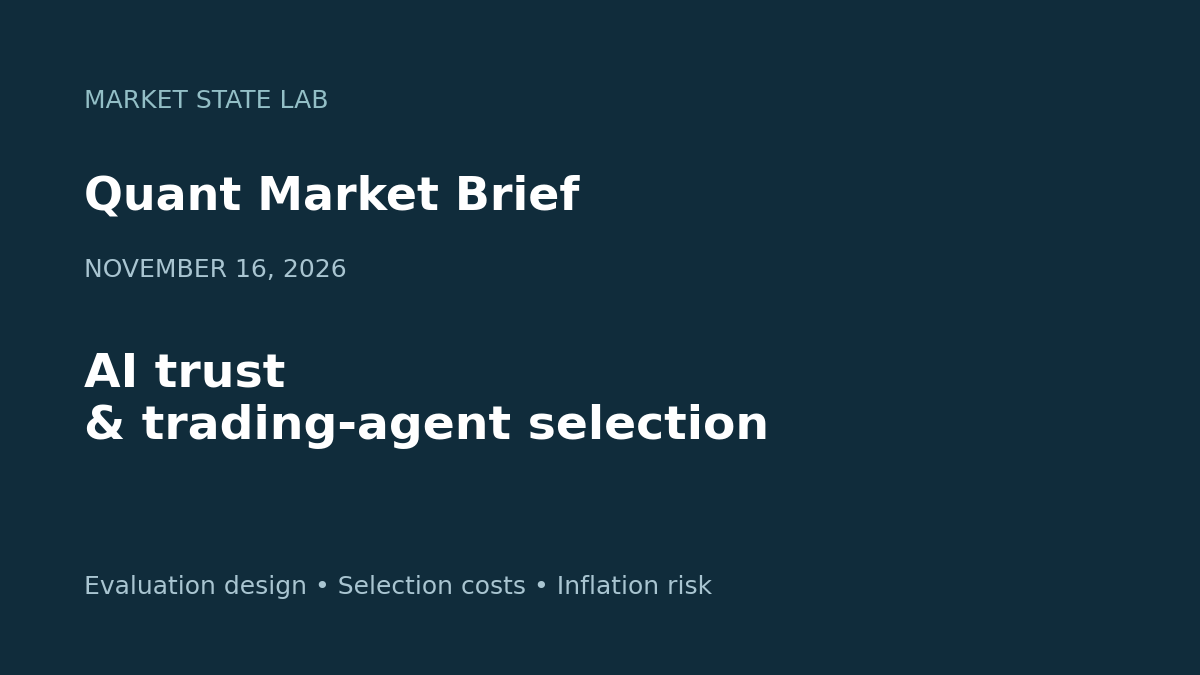 MARKET STATE LAB
Quant Market Brief
NOVEMBER 16, 2026
AI trust
& trading-agent selection
Evaluation design • Selection costs • Inflation risk